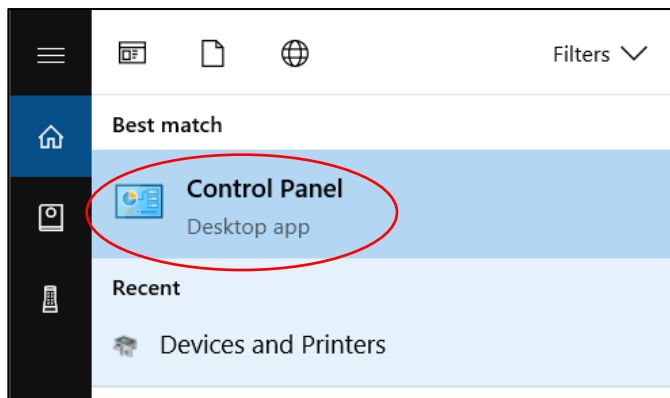 Filters
Best match
Control Panel
Desktop app
Recent
Devices and Printers